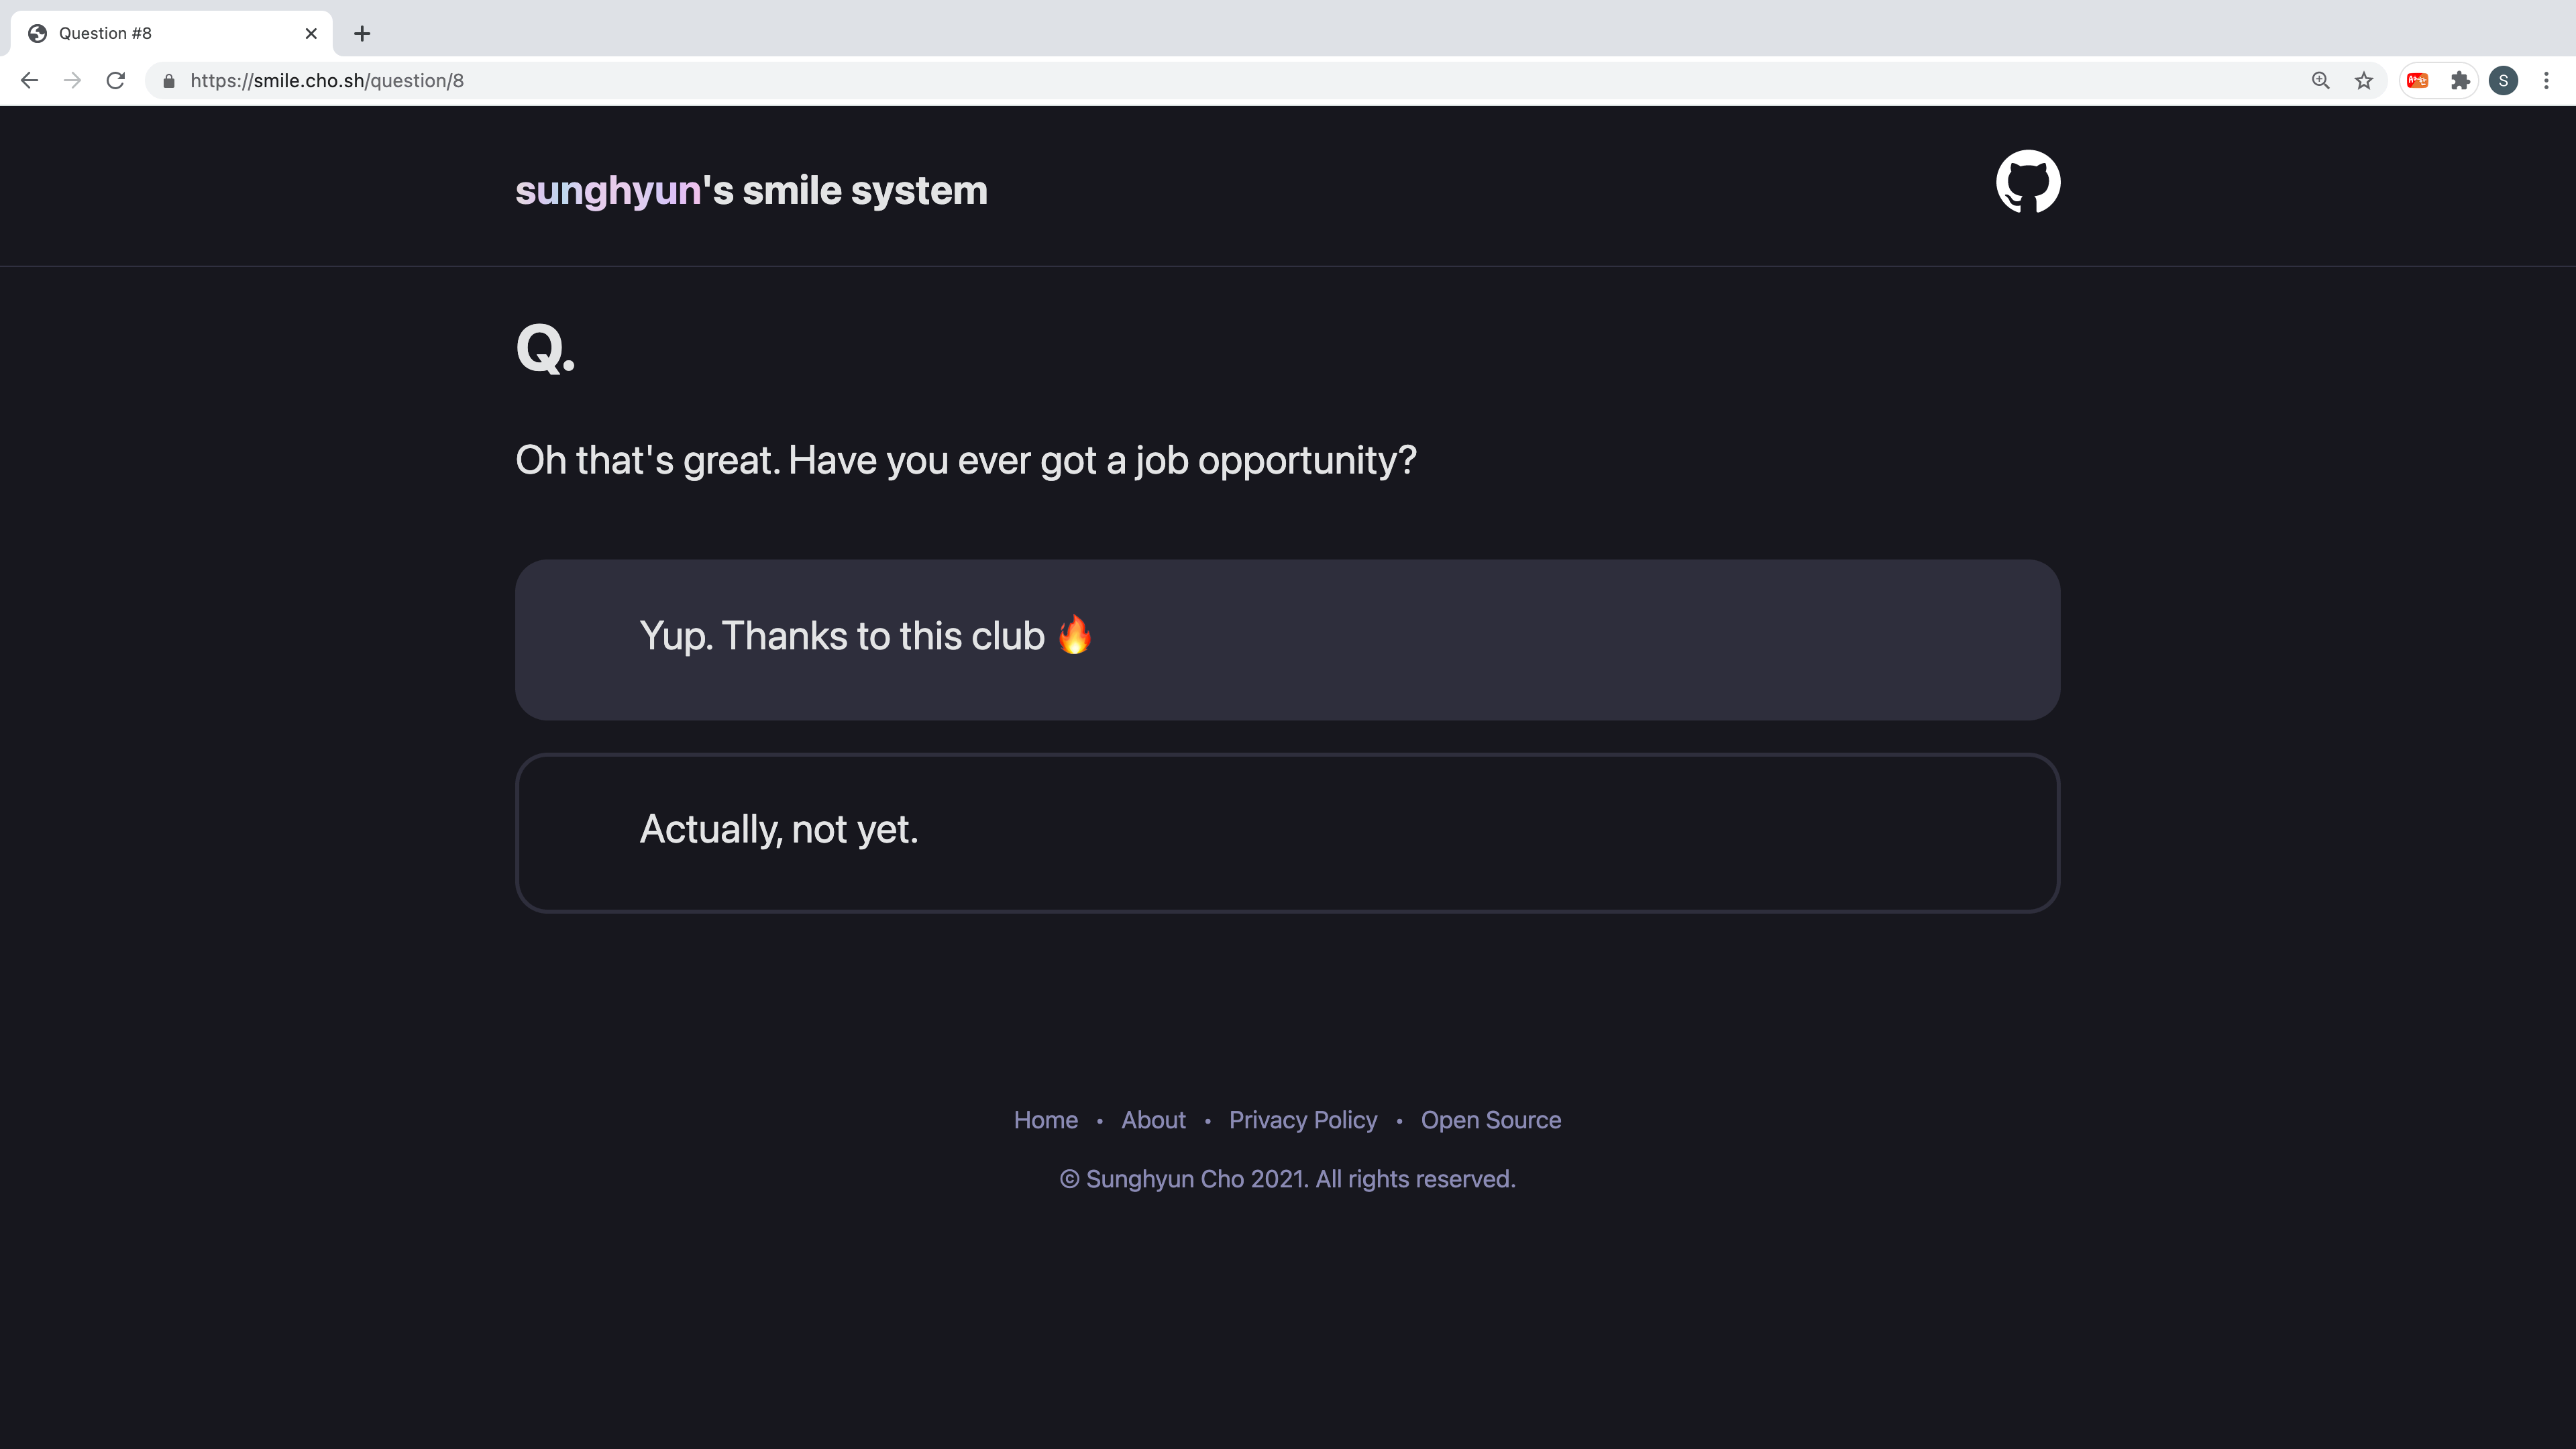 Question #8
https://smile.cho.sh/question/8
S
sunghyun's smile system
Q.
Oh that's great. Have you ever got a job opportunity?
Yup. Thanks to this club 🔥
Actually, not yet.
Home • About • Privacy Policy • Open Source
© Sunghyun Cho 2021. All rights reserved.